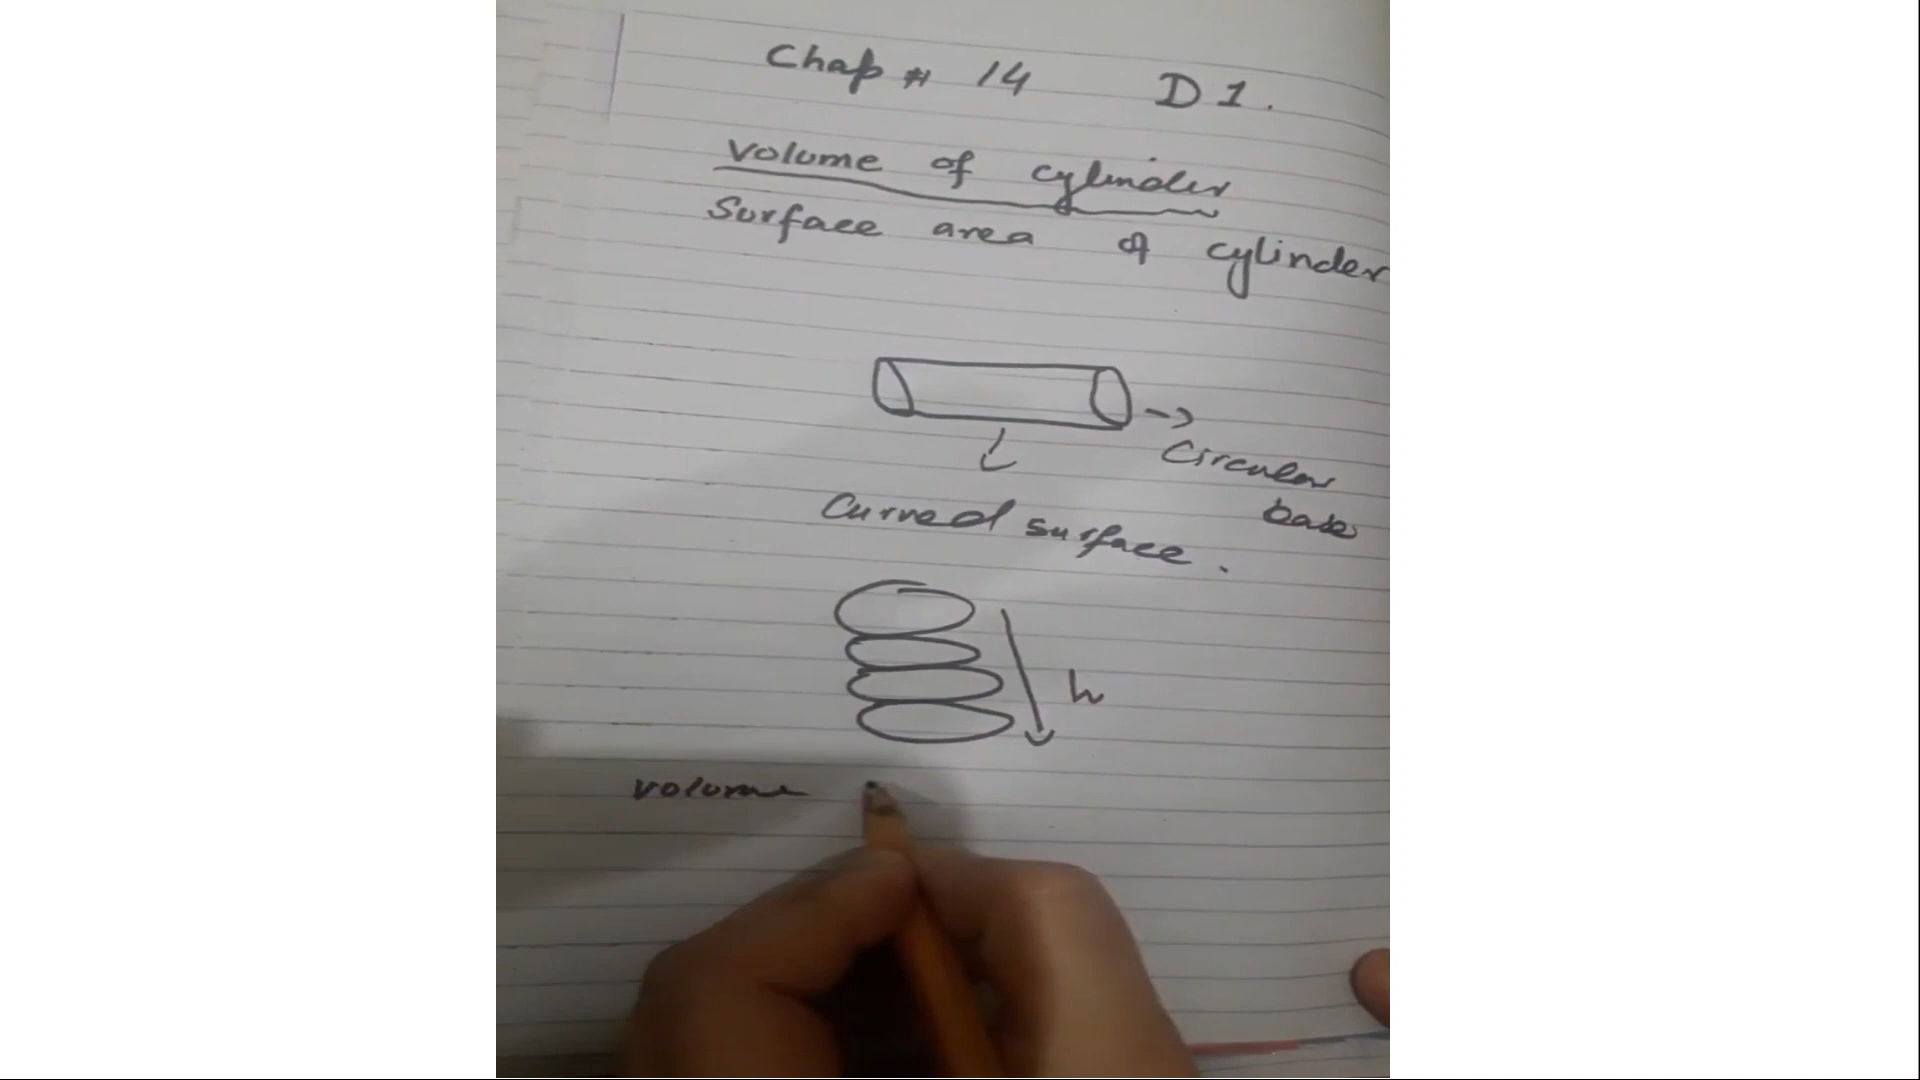 Chap # 14 D1.
Volume of cylinder
Surface area of cylinder
Circular
base
Curved surface.
h
volume